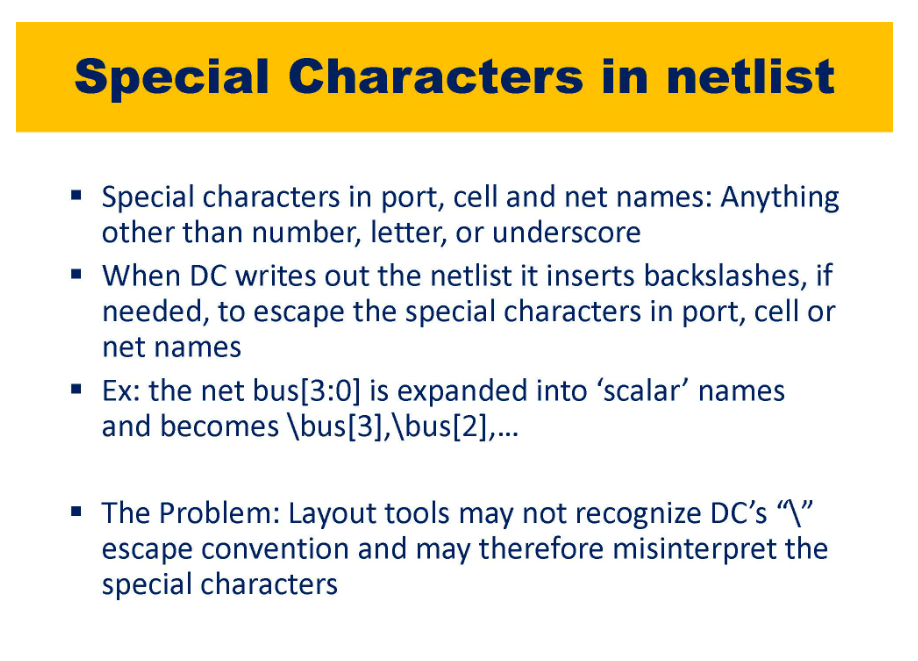 Special Characters in netlist
▪ Special characters in port, cell and net names: Anything
other than number, letter, or underscore
▪ When DC writes out the netlist it inserts backslashes, if
needed, to escape the special characters in port, cell or
net names
▪ Ex: the net bus[3:0] is expanded into ‘scalar’ names
and becomes \bus[3],\bus[2],…
▪ The Problem: Layout tools may not recognize DC’s “\”
escape convention and may therefore misinterpret the
special characters